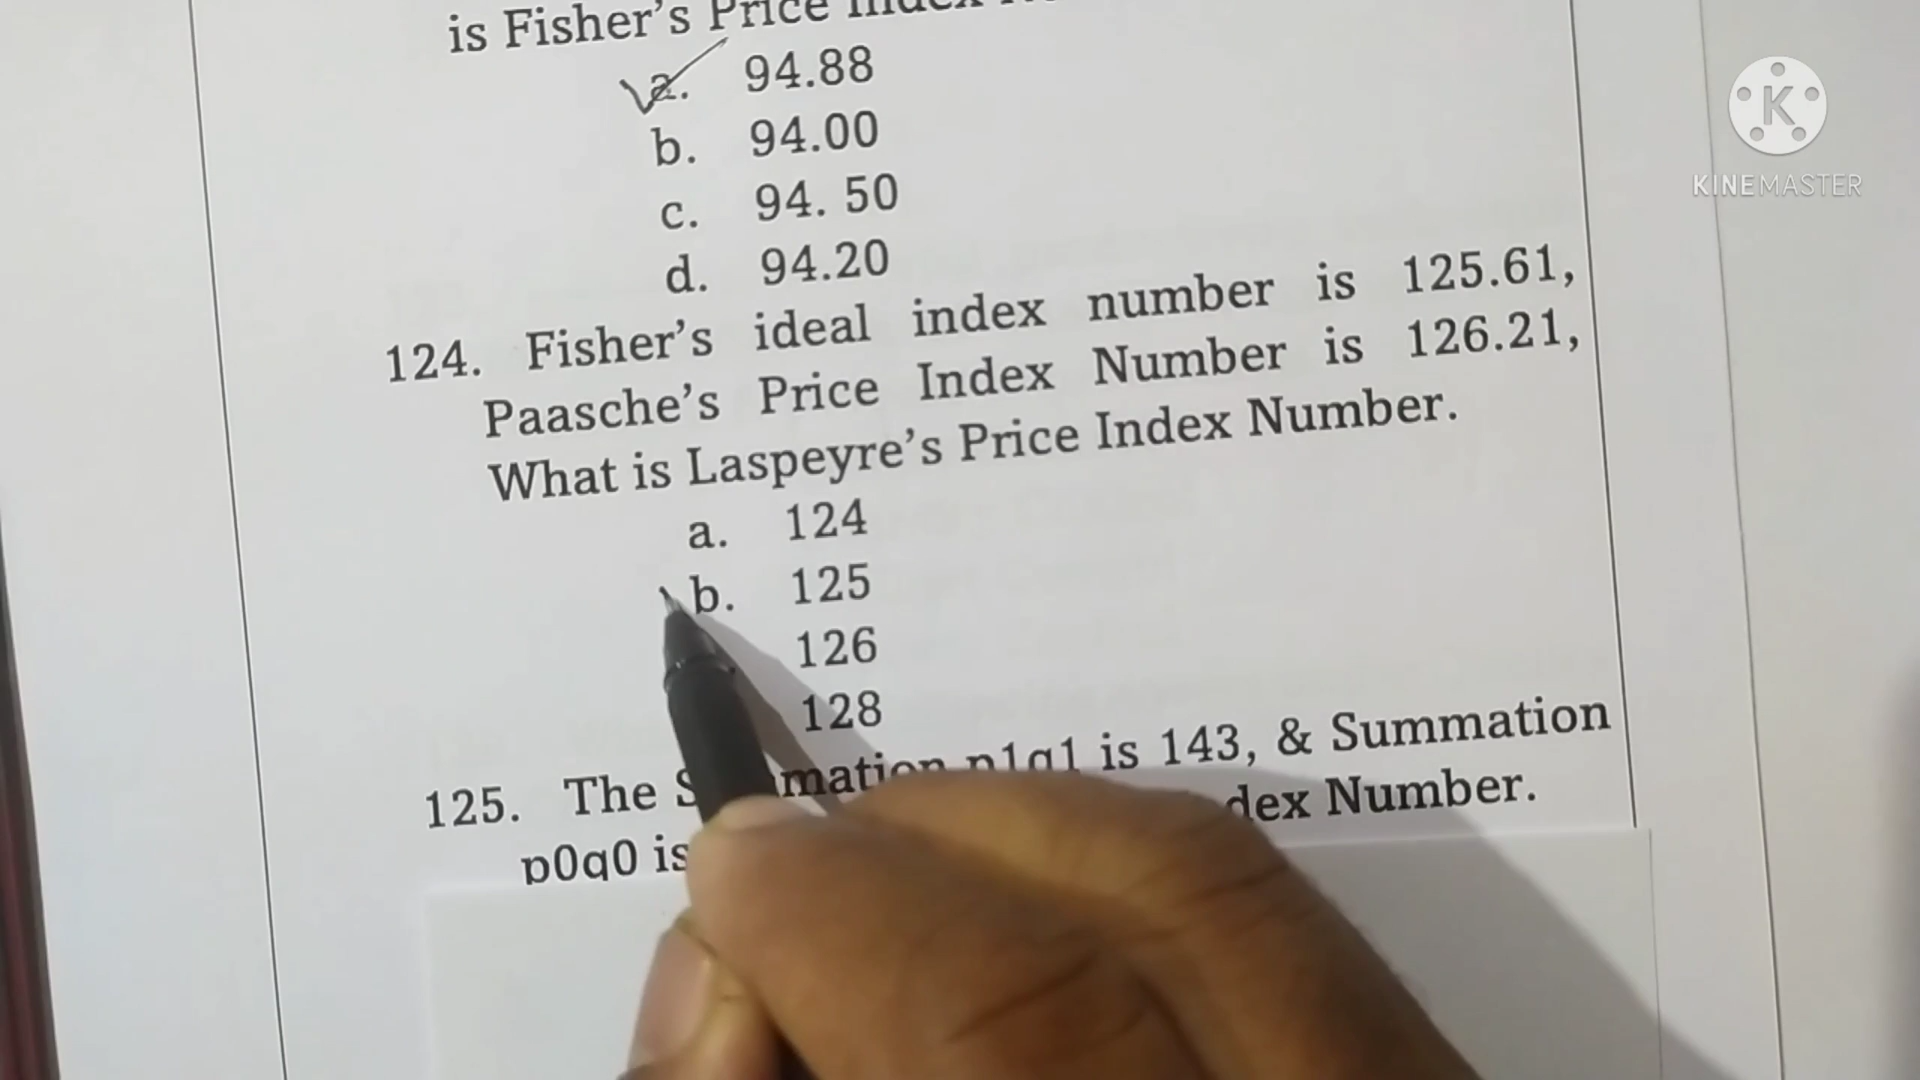 is Fisher's Price
a. 94.88
b. 94.00
c. 94. 50
d. 94.20
124. Fisher's ideal index number is 125.61,
Paasche's Price Index Number is 126.21,
What is Laspeyre's Price Index Number.
a. 124
b. 125
126
128
125. The p1q1 is 143, & Summation
p0q0 is Number.
KINEMASTER